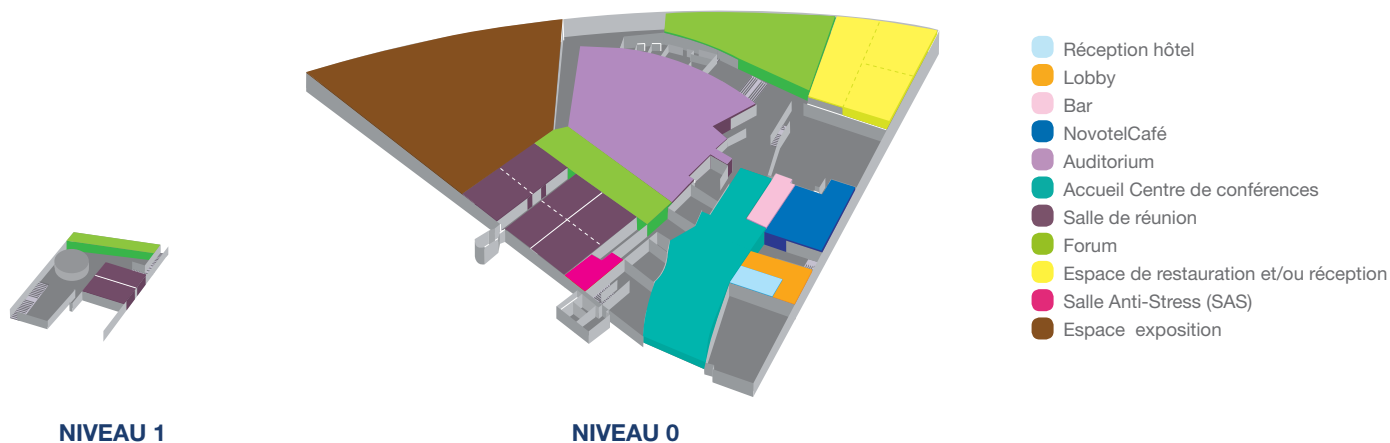 Réception hôtel
Lobby
Bar
NovotelCafé
Auditorium
Accueil Centre de conférences
Salle de réunion
Forum
Espace de restauration et/ou réception
Salle Anti-Stress (SAS)
Espace exposition
NIVEAU 1
NIVEAU 0